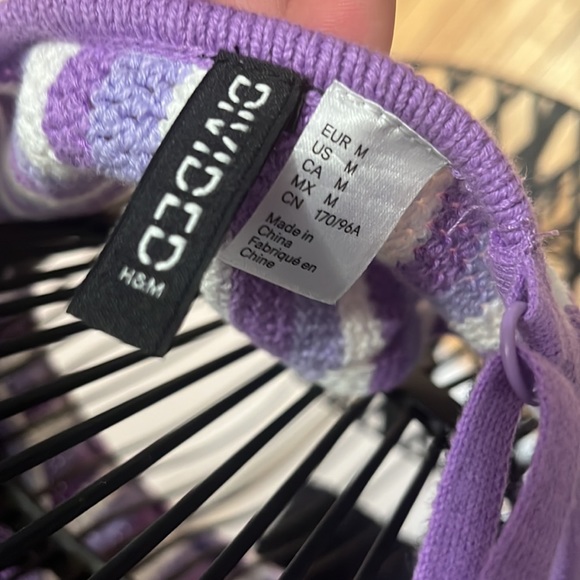 DIVIDED
H&M
EUR M
US M
CA M
MX M
CN 170/96A
Made in
China
Fabriqué en
Chine